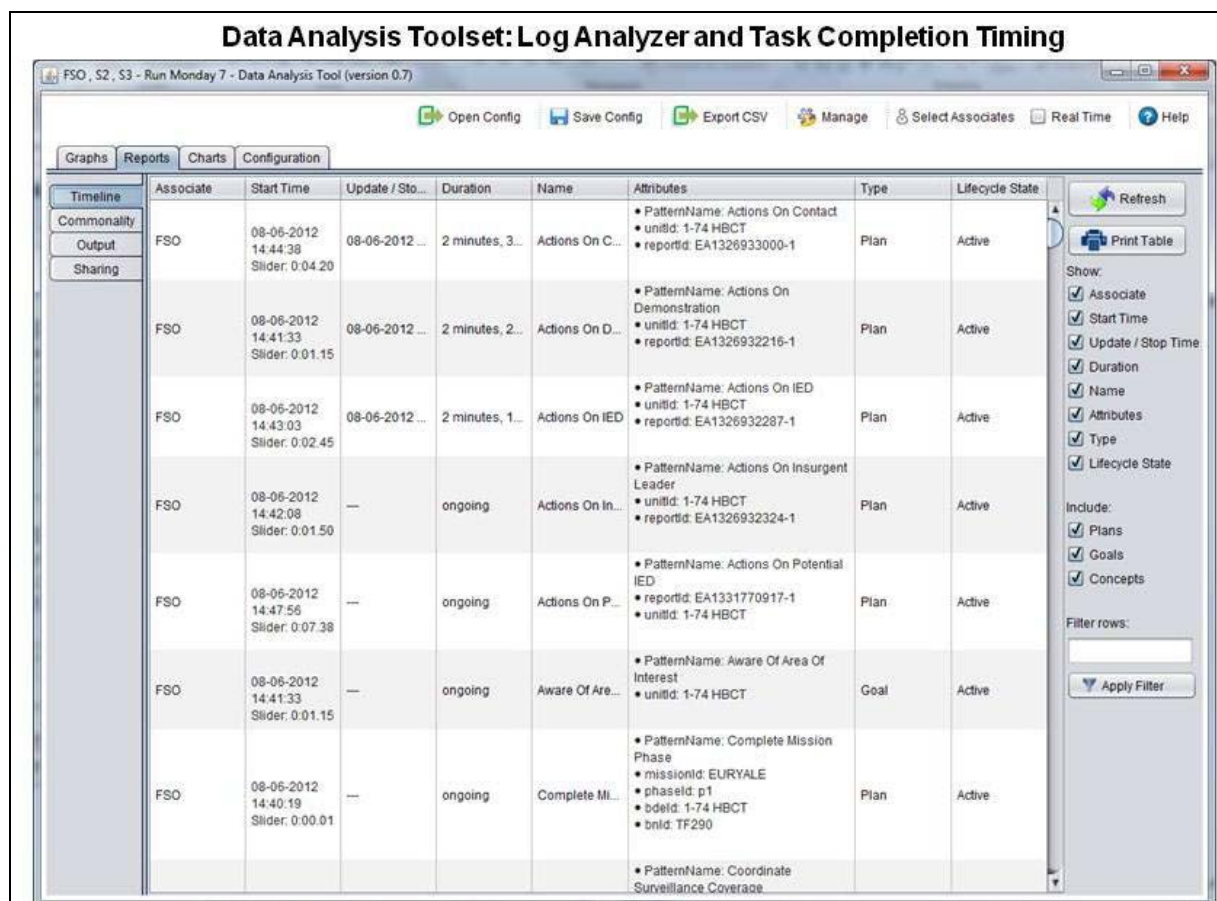 Data Analysis Toolset: Log Analyzer and Task Completion Timing
FSO , S2 , S3 - Run Monday 7 - Data Analysis Tool (version 0.7)
Open Config Save Config Export CSV Manage Select Associates Real Time Help
Graphs Reports Charts Configuration
Timeline
Commonality
Output
Sharing
Associate Start Time Update / Sto... Duration Name Attributes Type Lifecycle State
FSO
08-06-2012
14:44:38
Slider: 0:04.20
08-06-2012 ...
2 minutes, 3...
Actions On C...
• PatternName: Actions On Contact
• unitId: 1-74 HBCT
• reportId: EA1326933000-1
Plan
Active
FSO
08-06-2012
14:41:33
Slider: 0:01.15
08-06-2012 ...
2 minutes, 2...
Actions On D...
• PatternName: Actions On
Demonstration
• unitId: 1-74 HBCT
• reportId: EA1326932216-1
Plan
Active
FSO
08-06-2012
14:43:03
Slider: 0:02.45
08-06-2012 ...
2 minutes, 1...
Actions On IED
• PatternName: Actions On IED
• unitId: 1-74 HBCT
• reportId: EA1326932287-1
Plan
Active
FSO
08-06-2012
14:42:08
Slider: 0:01.50
---
ongoing
Actions On In...
• PatternName: Actions On Insurgent
Leader
• unitId: 1-74 HBCT
• reportId: EA1326932324-1
Plan
Active
FSO
08-06-2012
14:47:56
Slider: 0:07.38
---
ongoing
Actions On P...
• PatternName: Actions On Potential
IED
• reportId: EA1331770917-1
• unitId: 1-74 HBCT
Plan
Active
FSO
08-06-2012
14:41:33
Slider: 0:01.15
---
ongoing
Aware Of Are...
• PatternName: Aware Of Area Of
Interest
• unitId: 1-74 HBCT
Goal
Active
FSO
08-06-2012
14:40:19
Slider: 0:00.01
---
ongoing
Complete Mi...
• PatternName: Complete Mission
Phase
• missionId: EURYALE
• phaseId: p1
• bdeId: 1-74 HBCT
• bnId: TF290
Plan
Active
• PatternName: Coordinate
Surveillance Coverage
Refresh
Print Table
Show:
Associate
Start Time
Update / Stop Time
Duration
Name
Attributes
Type
Lifecycle State
Include:
Plans
Goals
Concepts
Filter rows:
Apply Filter